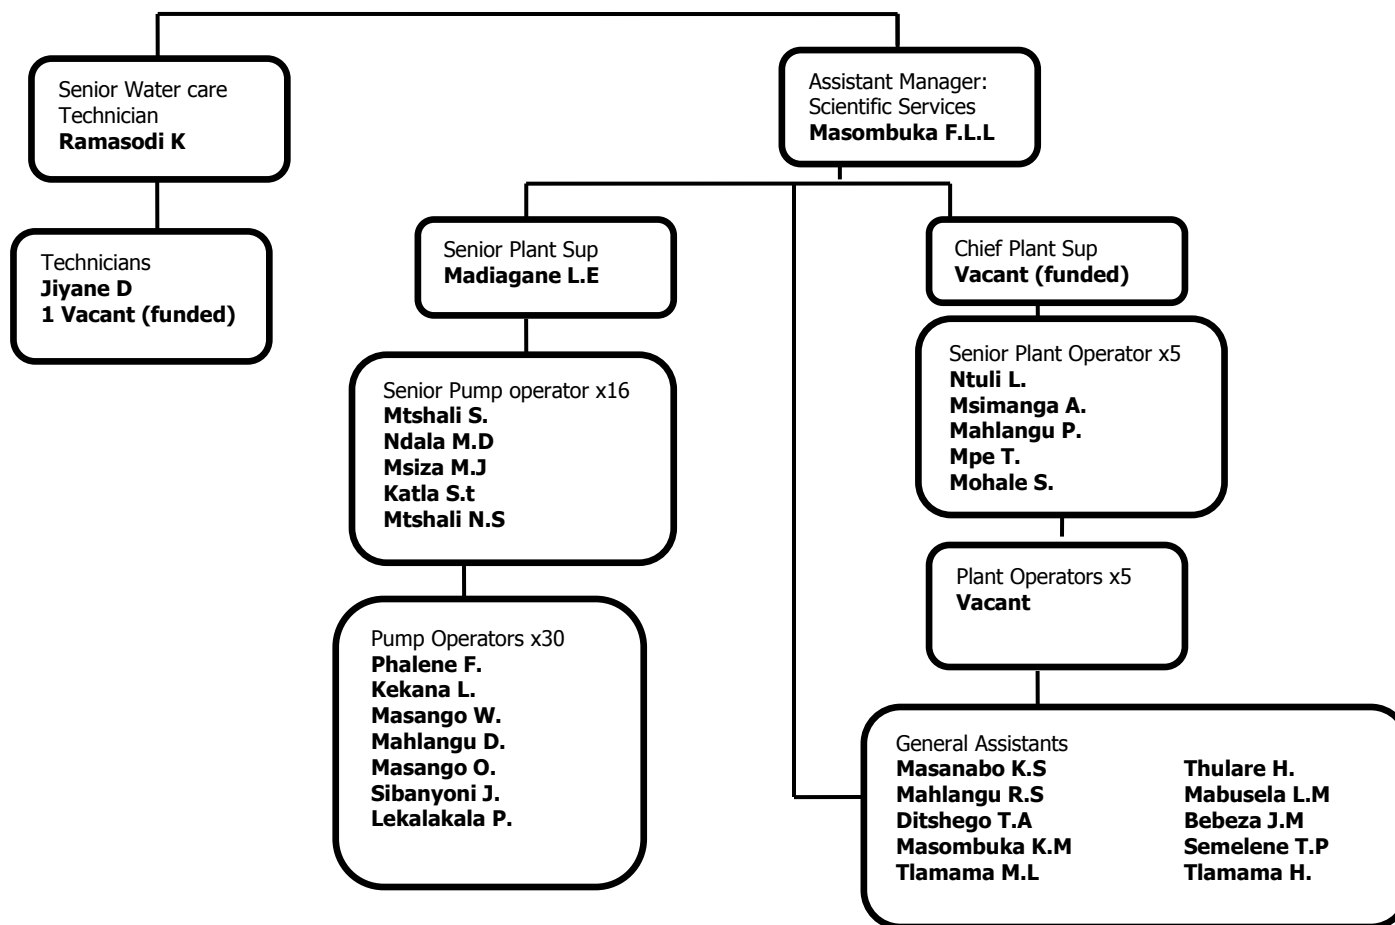 Senior Water care
Technician
Ramasodi K
Assistant Manager:
Scientific Services
Masombuka F.L.L
Technicians
Jiyane D
1 Vacant (funded)
Senior Plant Sup
Madiagane L.E
Chief Plant Sup
Vacant (funded)
Senior Pump operator x16
Mtshali S.
Ndala M.D
Msiza M.J
Katla S.t
Mtshali N.S
Senior Plant Operator x5
Ntuli L.
Msimanga A.
Mahlangu P.
Mpe T.
Mohale S.
Plant Operators x5
Vacant
Pump Operators x30
Phalene F.
Kekana L.
Masango W.
Mahlangu D.
Masango O.
Sibanyoni J.
Lekalakala P.
General Assistants
Masanabo K.S Thulare H.
Mahlangu R.S Mabusela L.M
Ditshego T.A Bebeza J.M
Masombuka K.M Semelene T.P
Tlamama M.L Tlamama H.